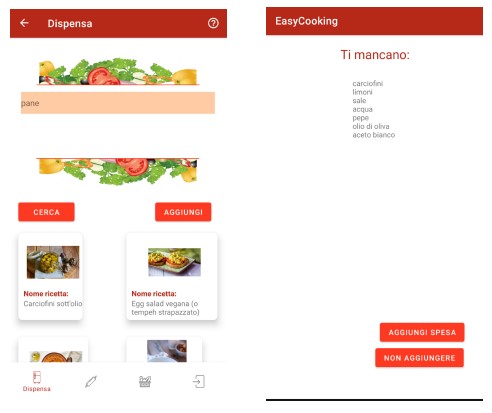 Dispensa
pane
CERCA
AGGIUNGI
Nome ricetta:
Carciofini sott'olio
Nome ricetta:
Egg salad vegana (o
tempeh strapazzato)
Dispensa
EasyCooking
Ti mancano:
carciofini
limoni
sale
acqua
pepe
olio di oliva
aceto bianco
AGGIUNGI SPESA
NON AGGIUNGERE